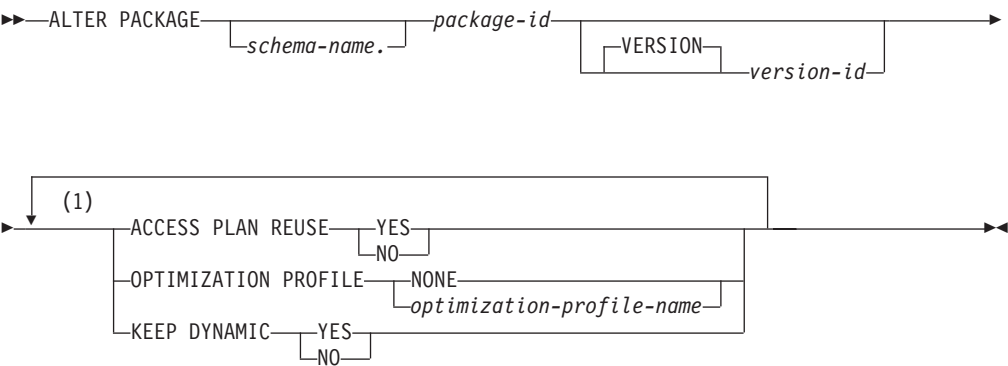 ALTER PACKAGE schema-name. package-id VERSION version-id
(1)
ACCESS PLAN REUSE YES
NO
OPTIMIZATION PROFILE NONE
optimization-profile-name
KEEP DYNAMIC YES
NO